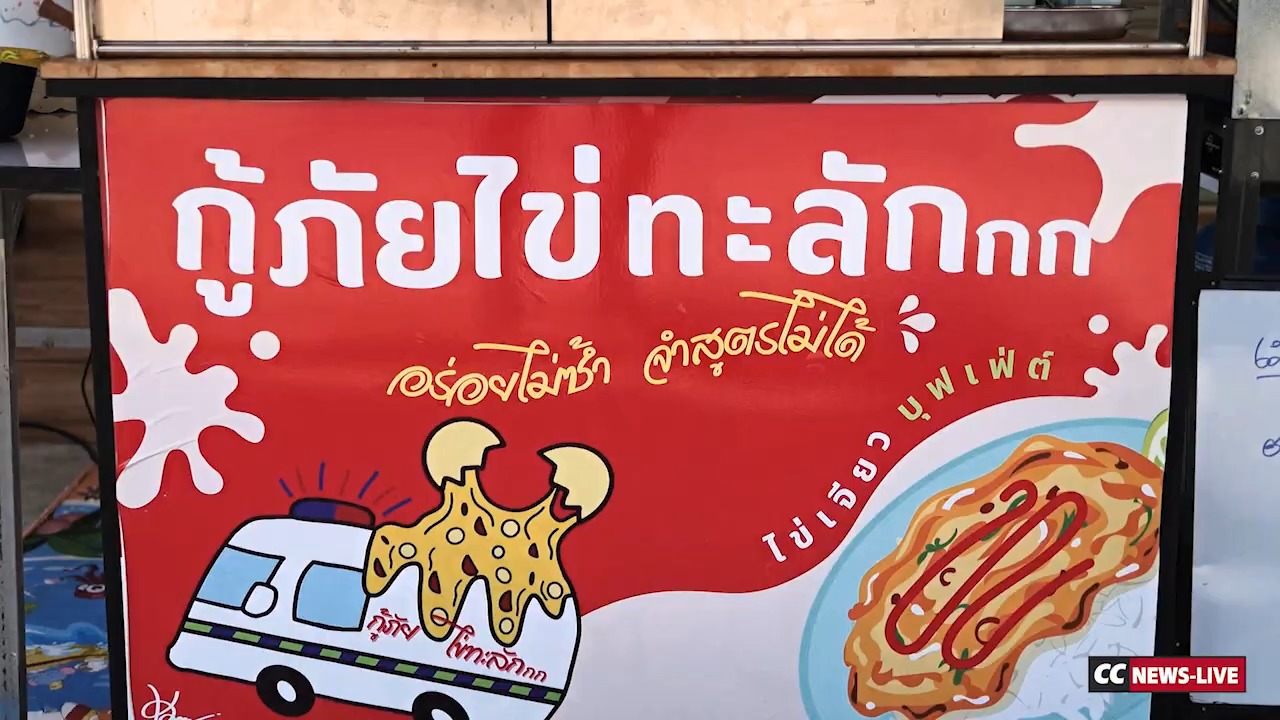 กู้ภัยไข่ทะลักกก
อร่อยไม่ซ้ำ ลำสูตรไม่ได้
ไข่เจียว บุฟเฟ่ต์
กู้ภัย ไข่ทะลักกก
CC NEWS-LIVE